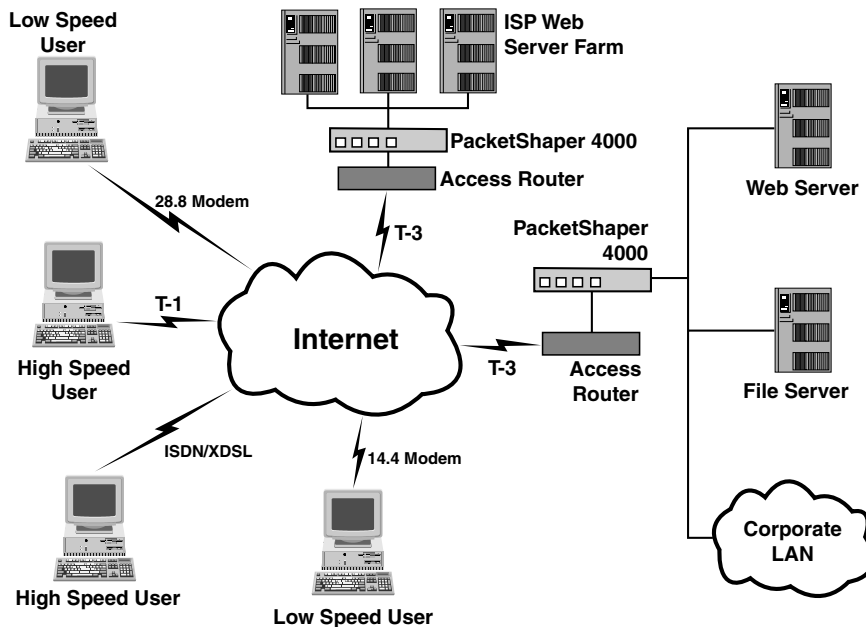 Low Speed
User
ISP Web
Server Farm
PacketShaper 4000
Access Router
28.8 Modem
T-3
Web Server
PacketShaper
4000
T-1
Internet
High Speed
User
T-3
Access
Router
File Server
ISDN/XDSL
14.4 Modem
Corporate
LAN
High Speed User
Low Speed User